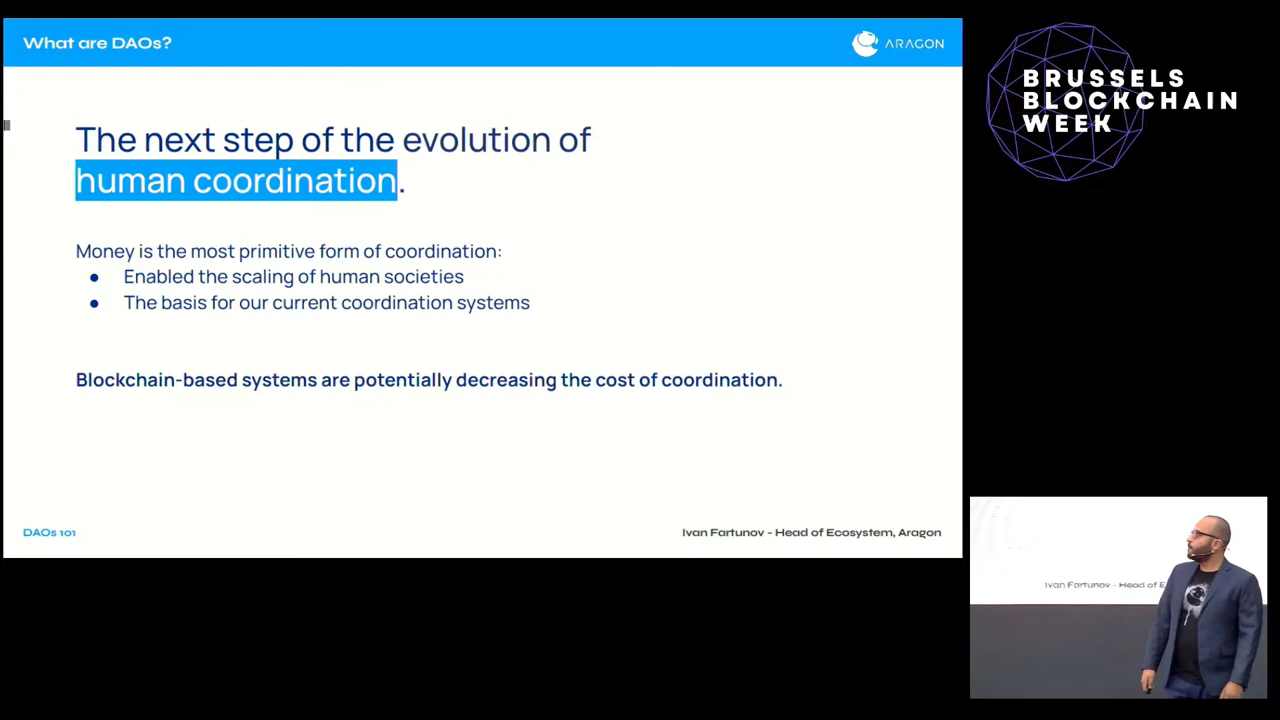 What are DAOs?
ARAGON
The next step of the evolution of
human coordination.
Money is the most primitive form of coordination:
● Enabled the scaling of human societies
● The basis for our current coordination systems
Blockchain-based systems are potentially decreasing the cost of coordination.
DAOs 101
Ivan Fartunov - Head of Ecosystem, Aragon
BRUSSELS
BLOCKCHAIN
WEEK
Ivan Fartunov - Head of E